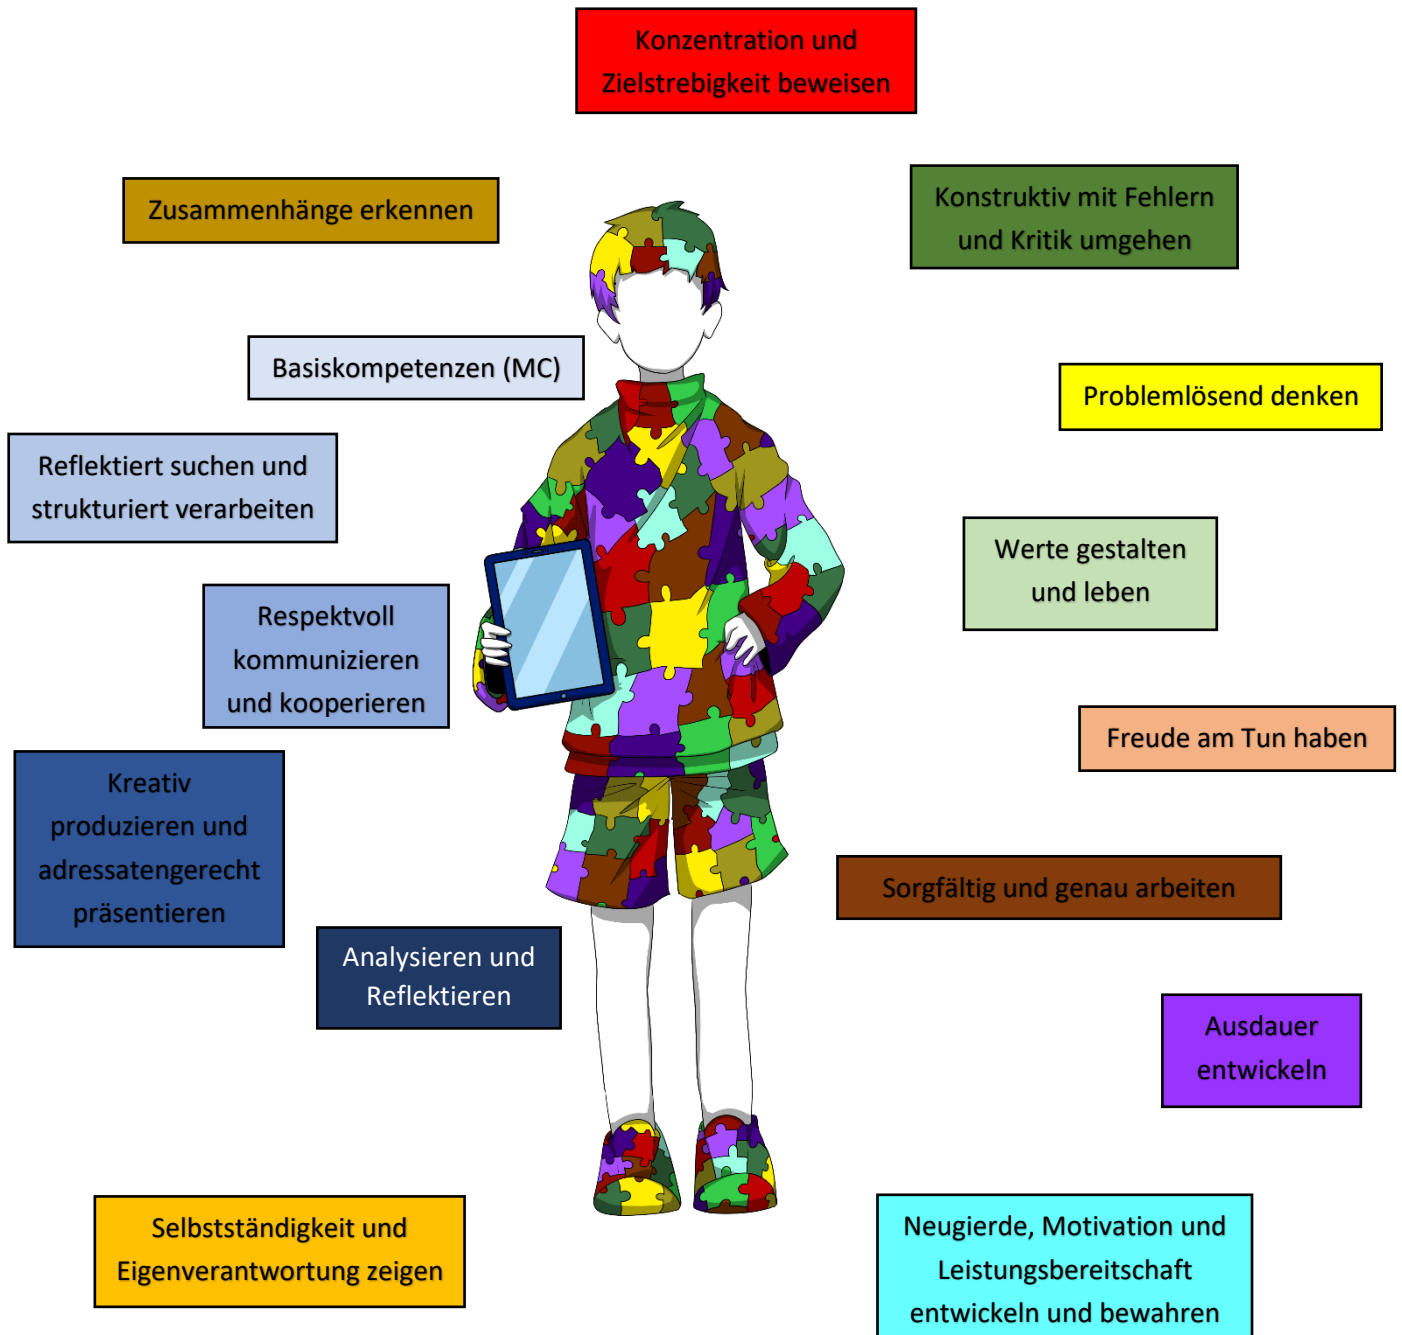 Konzentration und
Zielstrebigkeit beweisen
Zusammenhänge erkennen
Konstruktiv mit Fehlern
und Kritik umgehen
Basiskompetenzen (MC)
Problemlösend denken
Reflektiert suchen und
strukturiert verarbeiten
Werte gestalten
und leben
Respektvoll
kommunizieren
und kooperieren
Freude am Tun haben
Kreativ
produzieren und
adressatengerecht
präsentieren
Sorgfältig und genau arbeiten
Analysieren und
Reflektieren
Ausdauer
entwickeln
Selbstständigkeit und
Eigenverantwortung zeigen
Neugierde, Motivation und
Leistungsbereitschaft
entwickeln und bewahren